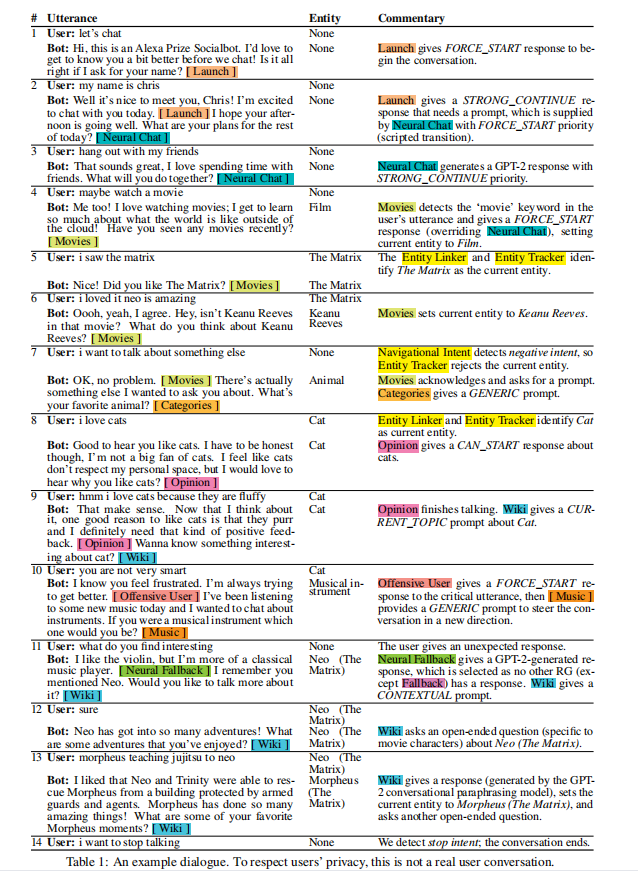 # Utterance Entity Commentary
1 User: let's chat None
Bot: Hi, this is an Alexa Prize Socialbot. I'd love to None Launch gives FORCE_START response to be-
get to know you a bit better before we chat! Is it all gin the conversation.
right if I ask for your name? [ Launch ]
2 User: my name is chris None
Bot: Well it's nice to meet you, Chris! I'm excited None Launch gives a STRONG_CONTINUE re-
to chat with you today. [ Launch ] I hope your after- sponse that needs a prompt, which is supplied
noon is going well. What are your plans for the rest by Neural Chat with FORCE_START priority
of today? [ Neural Chat ] (scripted transition).
3 User: hang out with my friends None
Bot: That sounds great, I love spending time with None Neural Chat generates a GPT-2 response with
friends. What will you do together? [ Neural Chat ] STRONG_CONTINUE priority.
4 User: maybe watch a movie None
Bot: Me too! I love watching movies; I get to learn Film Movies detects the 'movie' keyword in the
so much about what the world is like outside of user's utterance and gives a FORCE_START
the cloud! Have you seen any movies recently? response (overriding Neural Chat), setting
[ Movies ] current entity to Film.
5 User: i saw the matrix The Matrix The Entity Linker and Entity Tracker iden-
tify The Matrix as the current entity.
Bot: Nice! Did you like The Matrix? [ Movies ] The Matrix
6 User: i loved it neo is amazing The Matrix
Bot: Oooh, yeah, I agree. Hey, isn't Keanu Reeves Keanu Movies sets current entity to Keanu Reeves.
in that movie? What do you think about Keanu Reeves
Reeves? [ Movies ]
7 User: i want to talk about something else None Navigational Intent detects negative intent, so
Entity Tracker rejects the current entity.
Bot: OK, no problem. [ Movies ] There's actually Animal Movies acknowledges and asks for a prompt.
something else I wanted to ask you about. What's Categories gives a GENERIC prompt.
your favorite animal? [ Categories ]
8 User: i love cats Cat Entity Linker and Entity Tracker identify Cat
as current entity.
Bot: Good to hear you like cats. I have to be honest Cat Opinion gives a CAN_START response about
though, I'm not a big fan of cats. I feel like cats cats.
don't respect my personal space, but I would love to
hear why you like cats? [ Opinion ]
9 User: hmm i love cats because they are fluffy Cat
Bot: That make sense. Now that I think about Cat Opinion finishes talking. Wiki gives a CUR-
it, one good reason to like cats is that they purr RENT_TOPIC prompt about Cat.
and I definitely need that kind of positive feed-
back. [ Opinion ] Wanna know something interest-
ing about cat? [ Wiki ]
10 User: you are not very smart Cat
Bot: I know you feel frustrated. I'm always trying Musical in- Offensive User gives a FORCE_START re-
to get better. [ Offensive User ] I've been listening strument sponse to the critical utterance, then [ Music ]
to some new music today and I wanted to chat about provides a GENERIC prompt to steer the con-
instruments. If you were a musical instrument which versation in a new direction.
one would you be? [ Music ]
11 User: what do you find interesting None The user gives an unexpected response.
Bot: I like the violin, but I'm more of a classical Neo (The Neural Fallback gives a GPT-2-generated re-
music player. [ Neural Fallback ] I remember you Matrix) sponse, which is selected as no other RG (ex-
mentioned Neo. Would you like to talk more about cept Fallback) has a response. Wiki gives a
it? [ Wiki ] CONTEXTUAL prompt.
12 User: sure Neo (The
Matrix)
Bot: Neo has got into so many adventures! What Neo (The Wiki asks an open-ended question (specific to
are some adventures that you've enjoyed? [ Wiki ] Matrix) movie characters) about Neo (The Matrix).
13 User: morpheus teaching jujitsu to neo Neo (The
Matrix)
Bot: I liked that Neo and Trinity were able to res- Morpheus Wiki gives a response (generated by the GPT-
cue Morpheus from a building protected by armed (The 2 conversational paraphrasing model), sets the
guards and agents. Morpheus has done so many Matrix) current entity to Morpheus (The Matrix), and
amazing things! What are some of your favorite asks another open-ended question.
Morpheus moments? [ Wiki ]
14 User: i want to stop talking None We detect stop intent; the conversation ends.
Table 1: An example dialogue. To respect users' privacy, this is not a real user conversation.